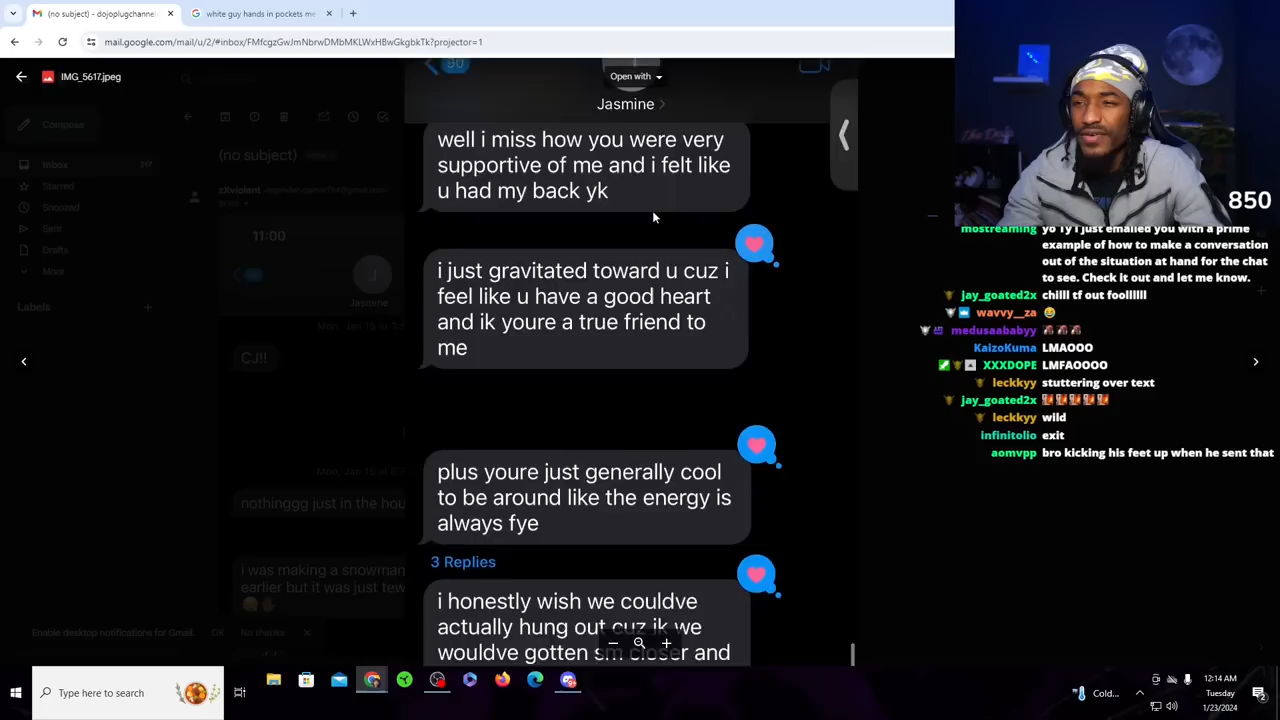 (no subject) - dojoplugchannel
white guy hands in pockets me
mail.google.com/mail/u/2/#inbox/FMfcgzGwJmNbrwDMbMKLWxHBwGkgbkTk?projector=1
IMG_5617.jpeg
Open with
90
Jasmine
Compose
Inbox 317
Starred
Snoozed
Sent
Drafts
More
Labels
(no subject)
zXviolent
11:00
J
Jasmine
CJ!!
nothinggg just in the hou
i was making a snowman
earlier but it was just tew
Enable desktop notifications for Gmail. OK No thanks
well i miss how you were very
supportive of me and i felt like
u had my back yk
i just gravitated toward u cuz i
feel like u have a good heart
and ik youre a true friend to
me
plus youre just generally cool
to be around like the energy is
always fye
3 Replies
i honestly wish we couldve
actually hung out cuz ik we
wouldve gotten sm closer and
850
mostreaming yo Ty i just emailed you with a prime
example of how to make a conversation
out of the situation at hand for the chat
to see. Check it out and let me know.
jay_goated2x chilll tf out foolllllll
wavvy__za
medusaababyy
KaizoKuma LMAOOO
XXXDOPE LMFAOOOO
leckkyy stuttering over text
jay_goated2x
leckkyy wild
infinitolio exit
aomvpp bro kicking his feet up when he sent that
Type here to search
Cold...
12:14 AM
Tuesday
1/23/2024
2